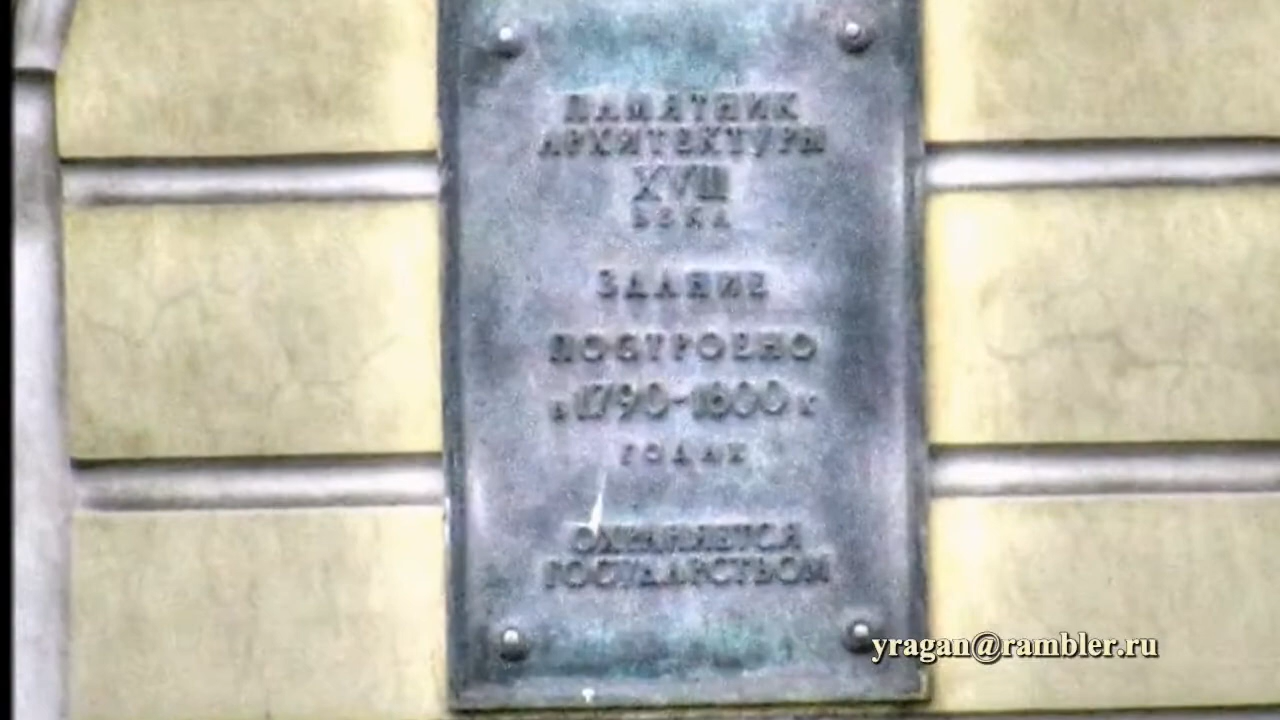 ПАМЯТНИК
АРХИТЕКТУРЫ
XVIII
ВЕКА
ЗДАНИЕ
ПОСТРОЕНО
в 1790-1800 х
ГОДАХ
ОХРАНЯЕТСЯ
ГОСУДАРСТВОМ
yragan@rambler.ru